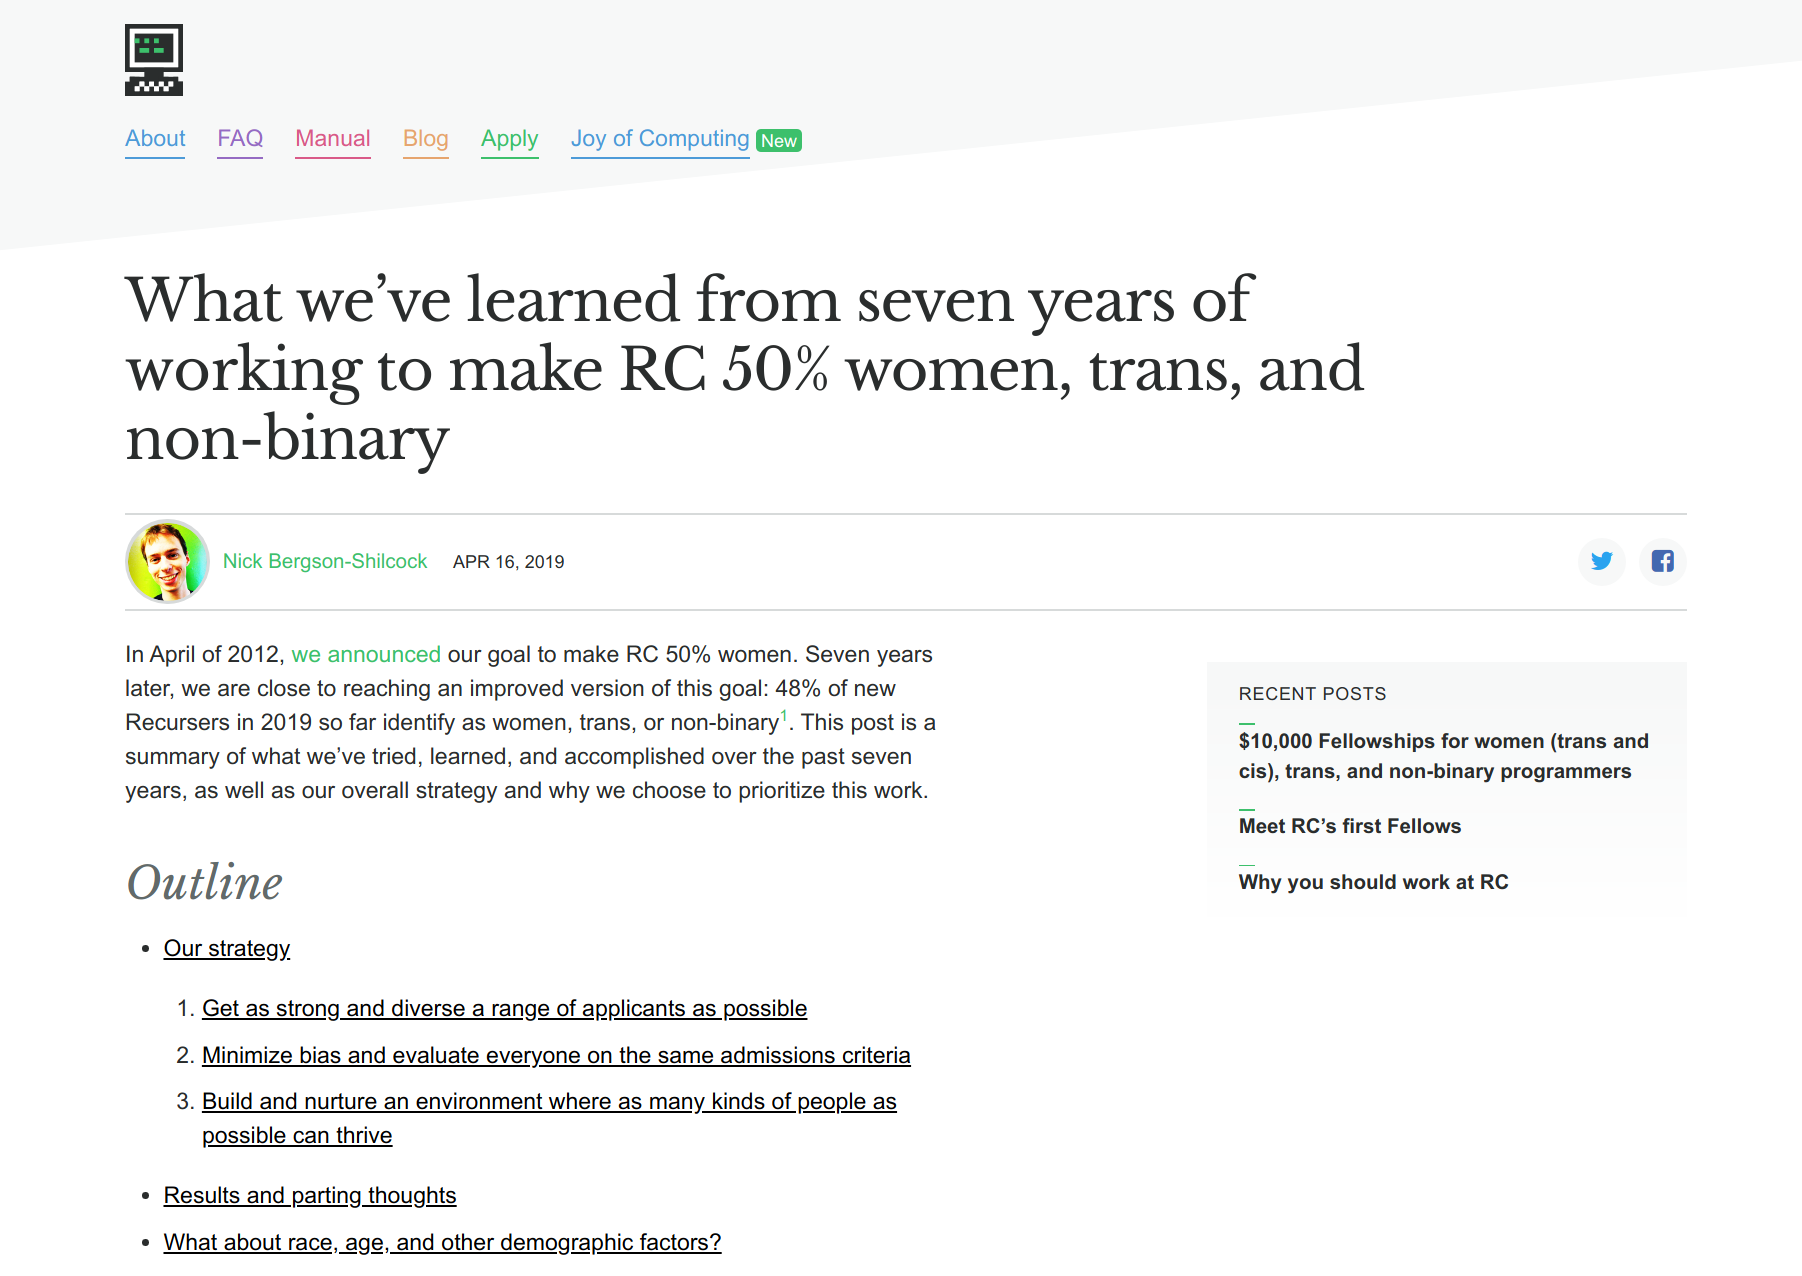 About FAQ Manual Blog Apply Joy of Computing New
What we’ve learned from seven years of
working to make RC 50% women, trans, and
non-binary
Nick Bergson-Shilcock APR 16, 2019
In April of 2012, we announced our goal to make RC 50% women. Seven years
later, we are close to reaching an improved version of this goal: 48% of new
Recursers in 2019 so far identify as women, trans, or non-binary1. This post is a
summary of what we’ve tried, learned, and accomplished over the past seven
years, as well as our overall strategy and why we choose to prioritize this work.
Outline
• Our strategy
1. Get as strong and diverse a range of applicants as possible
2. Minimize bias and evaluate everyone on the same admissions criteria
3. Build and nurture an environment where as many kinds of people as
possible can thrive
• Results and parting thoughts
• What about race, age, and other demographic factors?
RECENT POSTS
$10,000 Fellowships for women (trans and
cis), trans, and non-binary programmers
Meet RC’s first Fellows
Why you should work at RC